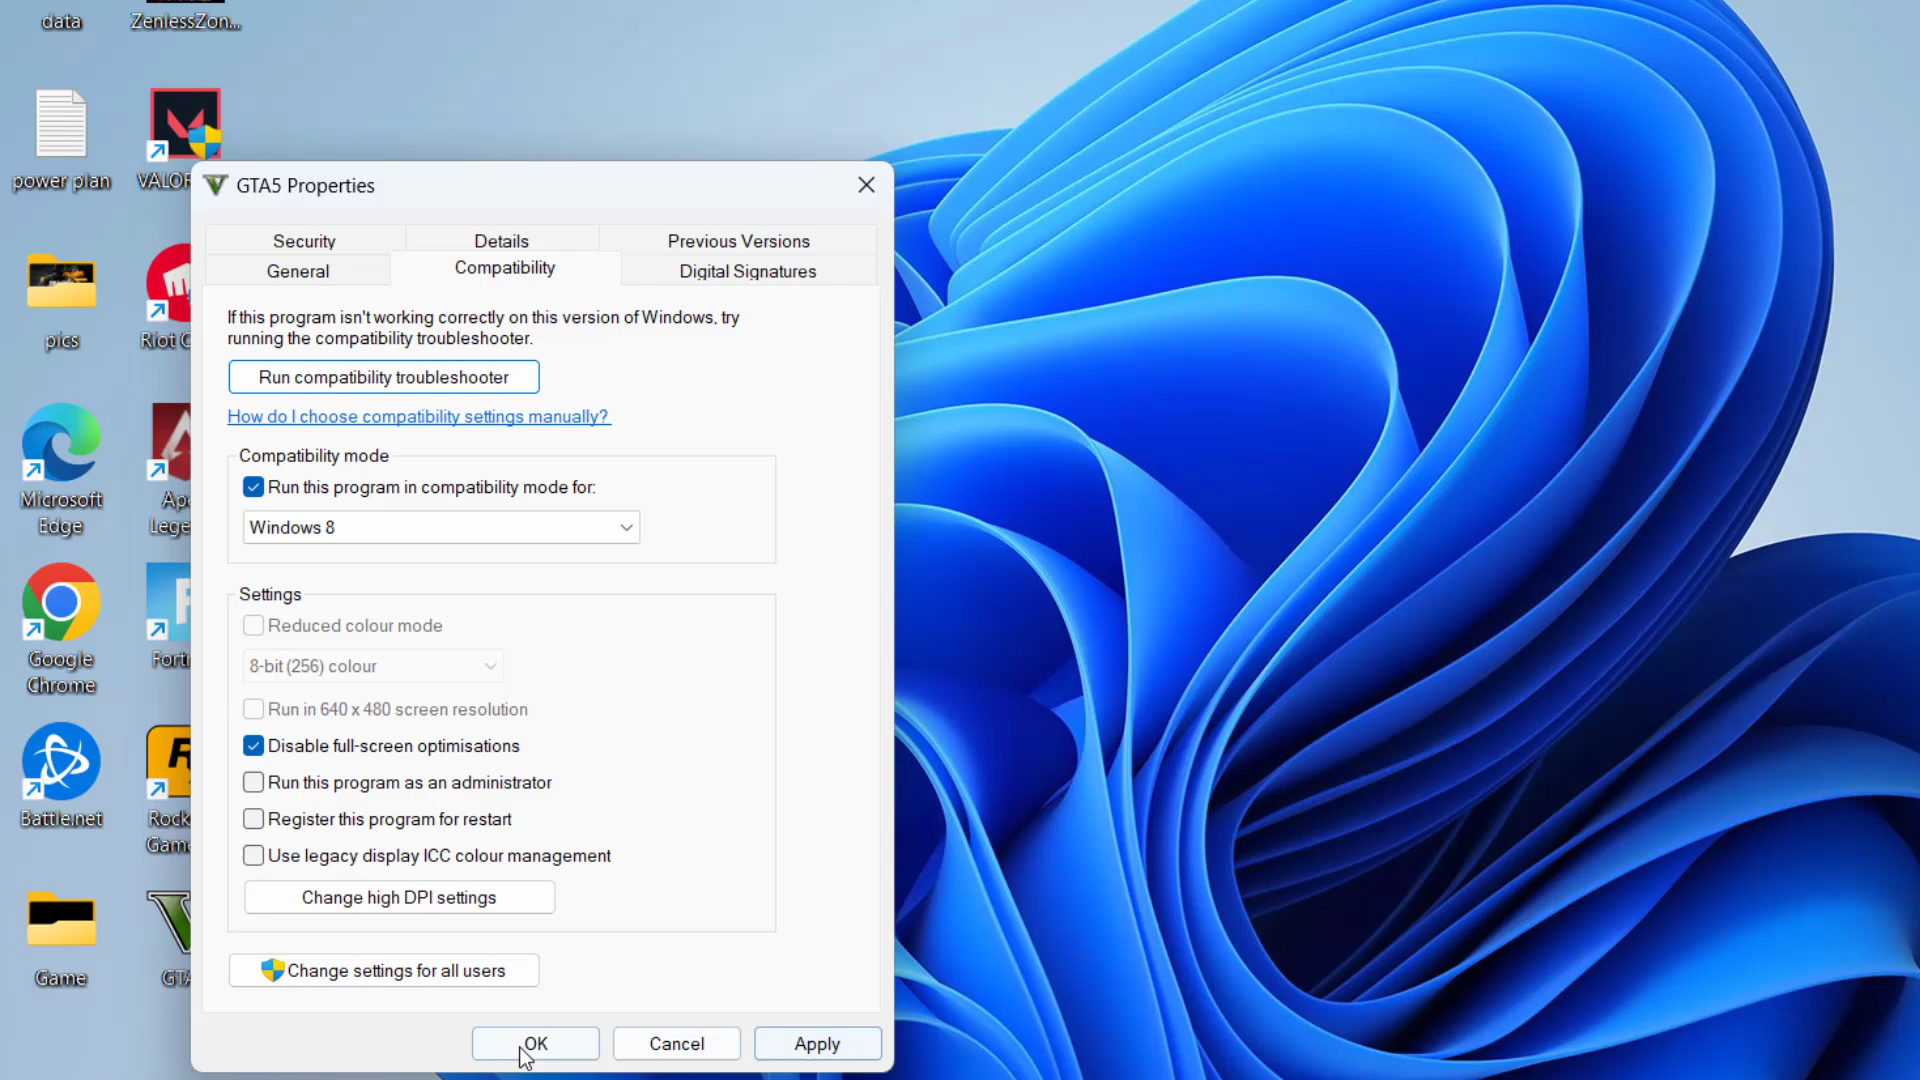 data
ZenlessZon...
power plan
VALOR
pics
Riot C
Microsoft
Edge
Ape
Lege
Google
Chrome
Fortn
Battle.net
Rock
Game
Game
GTA
GTA5 Properties
Security
Details
Previous Versions
General
Compatibility
Digital Signatures
If this program isn't working correctly on this version of Windows, try
running the compatibility troubleshooter.
Run compatibility troubleshooter
How do I choose compatibility settings manually?
Compatibility mode
Run this program in compatibility mode for:
Windows 8
Settings
Reduced colour mode
8-bit (256) colour
Run in 640 x 480 screen resolution
Disable full-screen optimisations
Run this program as an administrator
Register this program for restart
Use legacy display ICC colour management
Change high DPI settings
Change settings for all users
OK
Cancel
Apply